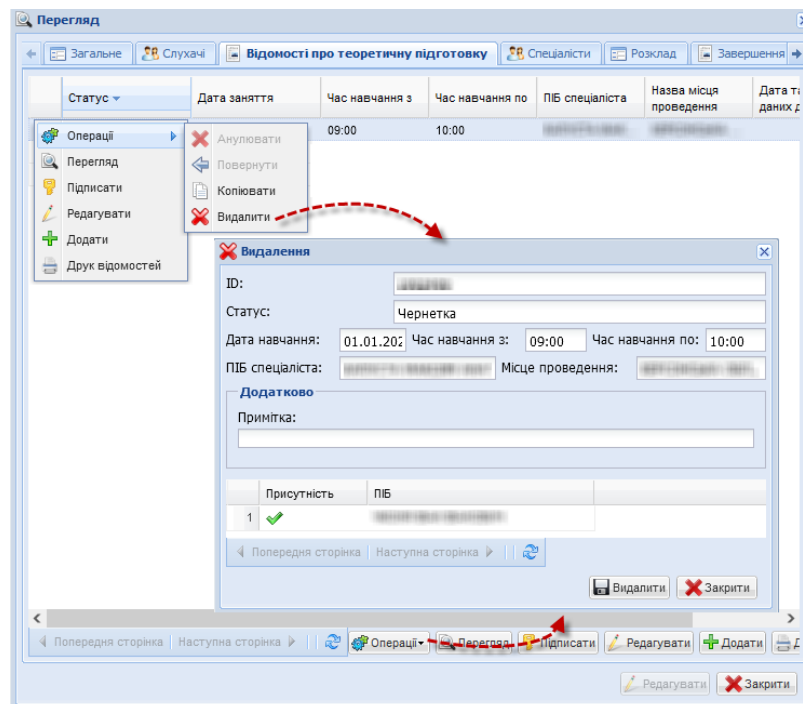 Перегляд
Загальне Слухачі Відомості про теоретичну підготовку Спеціалісти Розклад Завершення
Статус Дата заняття Час навчання з Час навчання по ПІБ спеціаліста Назва місця проведення Дата та даних д
09:00 10:00
Операції
Перегляд
Підписати
Редагувати
Додати
Друк відомостей
Анулювати
Повернути
Копіювати
Видалити
Видалення
ID:
Статус: Чернетка
Дата навчання: 01.01.202 Час навчання з: 09:00 Час навчання по: 10:00
ПІБ спеціаліста: Місце проведення:
Додатково
Примітка:
Присутність ПІБ
1
Попередня сторінка Наступна сторінка
Видалити Закрити
Попередня сторінка Наступна сторінка Операції Перегляд Підписати Редагувати Додати Д
Редагувати Закрити